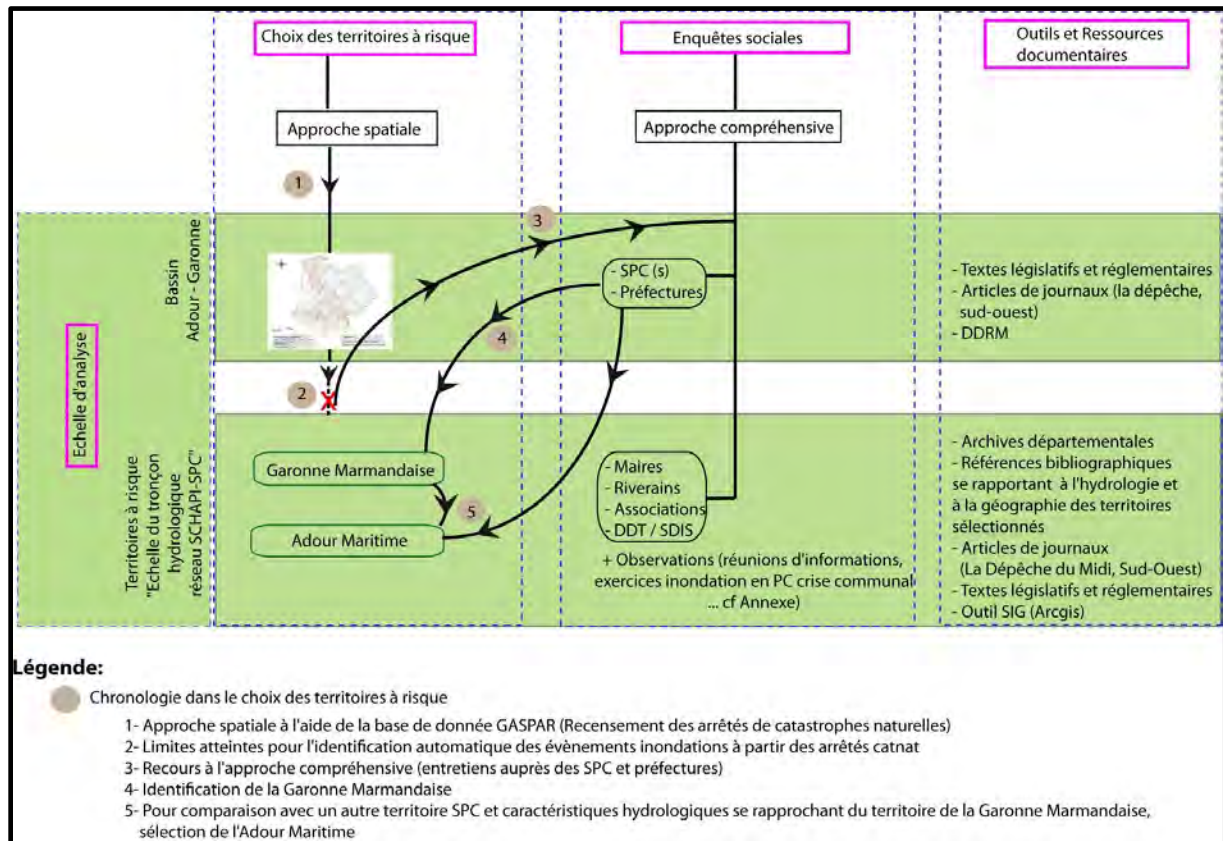 Choix des territoires à risque
Enquêtes sociales
Outils et Ressources
documentaires
Approche spatiale
Approche compréhensive
1
3
Bassin
Adour - Garonne
- SPC (s)
- Préfectures
- Textes législatifs et réglementaires
- Articles de journaux (la dépêche,
sud-ouest)
- DDRM
4
2
X
Echelle d'analyse
Territoires à risque
"Echelle du tronçon
hydrologique
réseau SCHAPI-SPC"
Garonne Marmandaise
5
Adour Maritime
- Maires
- Riverains
- Associations
- DDT / SDIS
+ Observations (réunions d'informations,
exercices inondation en PC crise communal
... cf Annexe)
- Archives départementales
- Références bibliographiques
se rapportant à l'hydrologie et
à la géographie des territoires
sélectionnés
- Articles de journaux
(La Dépêche du Midi, Sud-Ouest)
- Textes législatifs et réglementaires
- Outil SIG (Arcgis)
Légende:
Chronologie dans le choix des territoires à risque
1- Approche spatiale à l'aide de la base de donnée GASPAR (Recensement des arrêtés de catastrophes naturelles)
2- Limites atteintes pour l'identification automatique des évènements inondations à partir des arrêtés catnat
3- Recours à l'approche compréhensive (entretiens auprès des SPC et préfectures)
4- Identification de la Garonne Marmandaise
5- Pour comparaison avec un autre territoire SPC et caractéristiques hydrologiques se rapprochant du territoire de la Garonne Marmandaise,
sélection de l'Adour Maritime